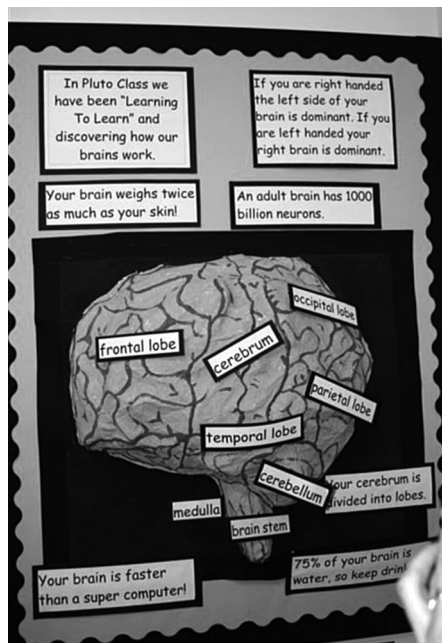 In Pluto Class we
have been "Learning
To Learn" and
discovering how our
brains work.
If you are right handed
the left side of your
brain is dominant. If you
are left handed your
right brain is dominant.
Your brain weighs twice
as much as your skin!
An adult brain has 1000
billion neurons.
occipital lobe
frontal lobe
cerebrum
parietal lobe
temporal lobe
cerebellum
Your cerebrum is
divided into lobes.
medulla
brain stem
Your brain is faster
than a super computer!
75% of your brain is
water, so keep